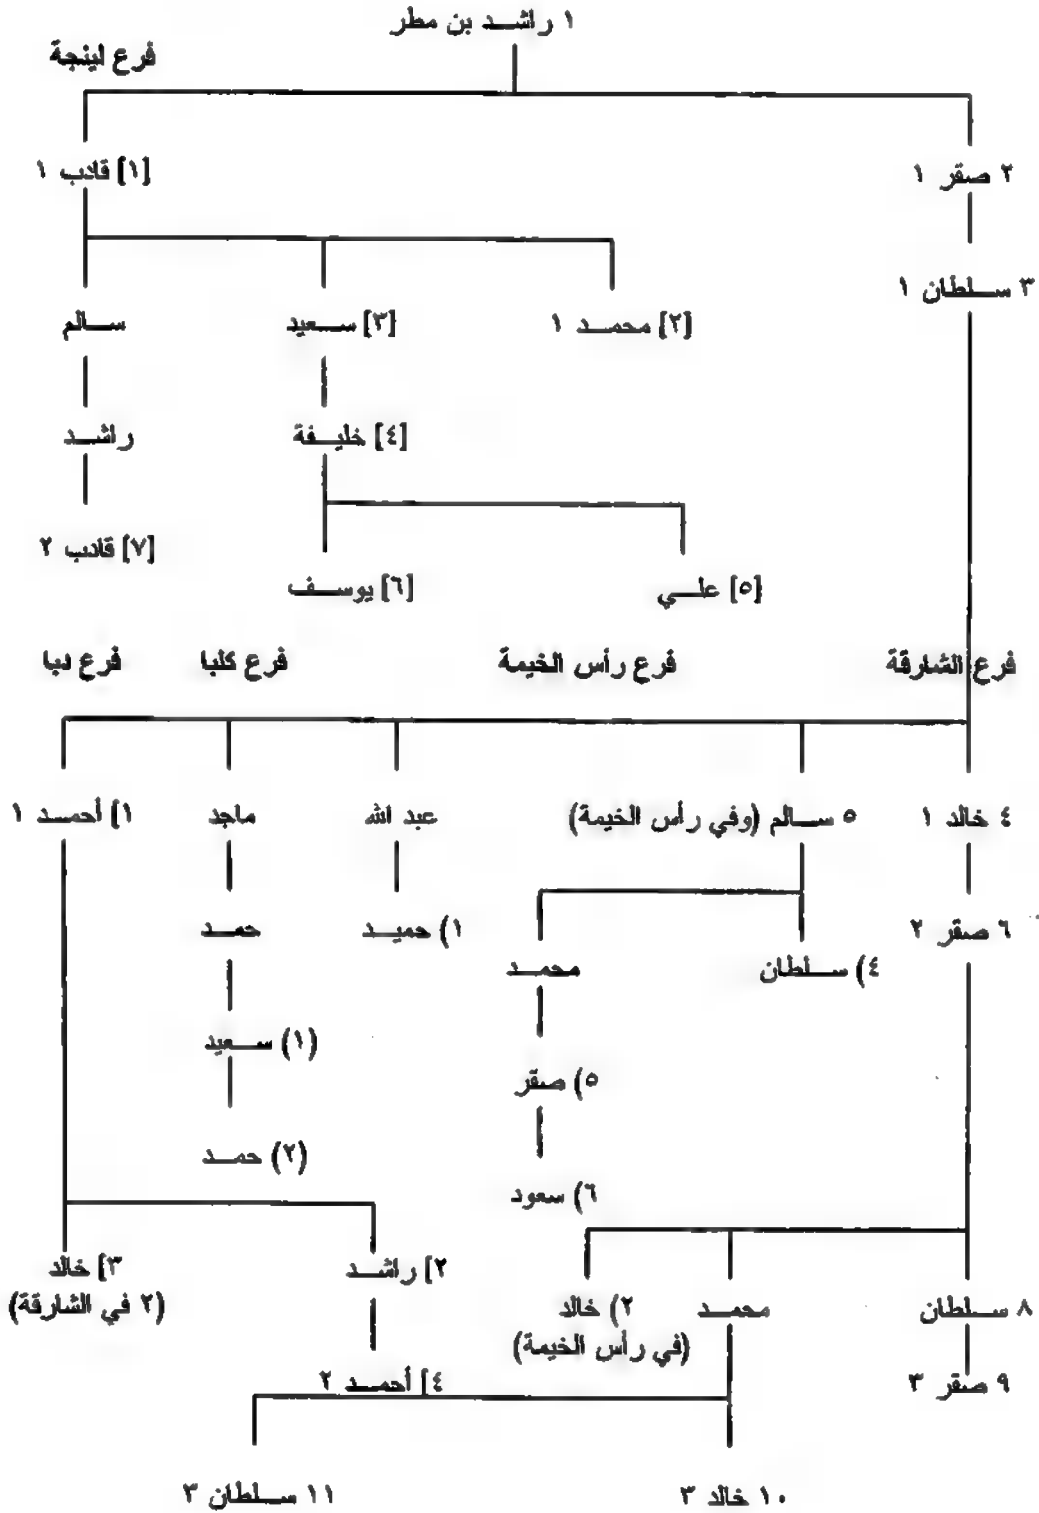 ١ راشد بن مطر
فرع لينجة
٢ صقر ١
[١] قاذب ١
٣ سلطان ١
[٢] محمد ١
[٣] سعيد
سالم
[٤] خليفة
راشد
[٧] قاذب ٢
[٥] علي
[٦] يوسف
فرع الشارقة
فرع رأس الخيمة
فرع كلبا
فرع دبا
٤ خالد ١
٥ سالم (وفي رأس الخيمة)
عبد الله
ماجد
١] أحمد ١
٦ صقر ٢
١) حميد
حمد
٤) سلطان
محمد
(١) سعيد
٥) صقر
(٢) حمد
٦) سعود
٢] راشد
٣] خالد
(٢ في الشارقة)
٨ سلطان
محمد
٢) خالد
(في رأس الخيمة)
٩ صقر ٣
٤] أحمد ٢
١٠ خالد ٣
١١ سلطان ٣